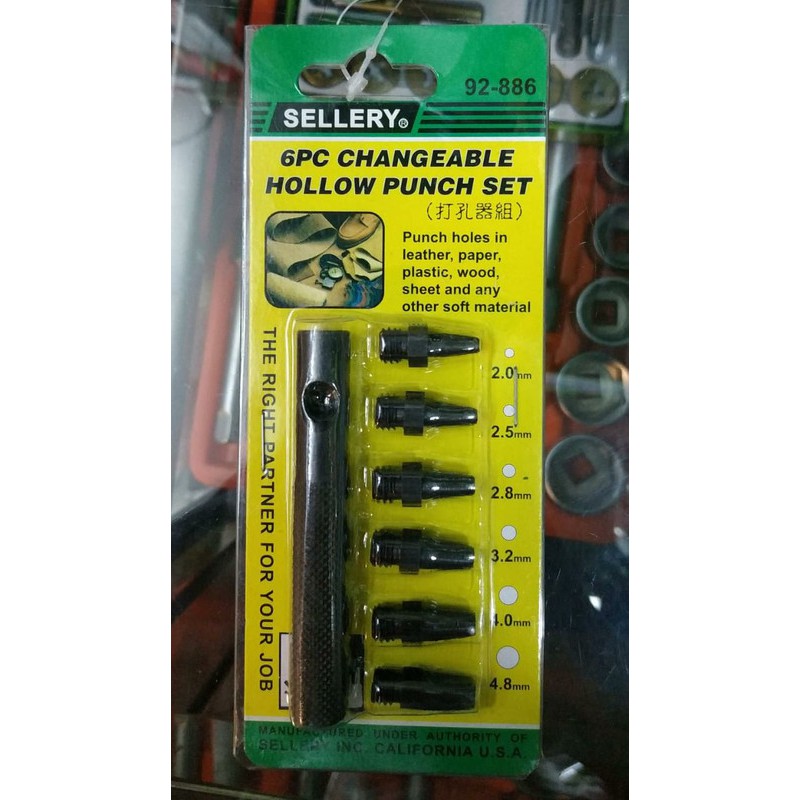 92-886
SELLERY®
6PC CHANGEABLE
HOLLOW PUNCH SET
(打孔器組)
Punch holes in
leather, paper,
plastic, wood,
sheet and any
other soft material
THE RIGHT PARTNER FOR YOUR JOB
2.0mm
2.5mm
2.8mm
3.2mm
4.0mm
4.8mm
MANUFACTURED UNDER AUTHORITY OF
SELLERY INC. CALIFORNIA U.S.A.